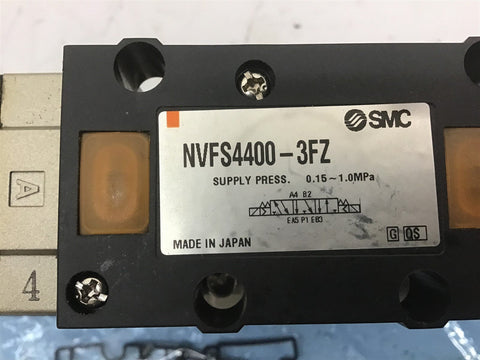 SMC
NVFS4400-3FZ
SUPPLY PRESS. 0.15~1.0MPa
A4 B2
EA5 P1 EB3
MADE IN JAPAN
G QS
A
4